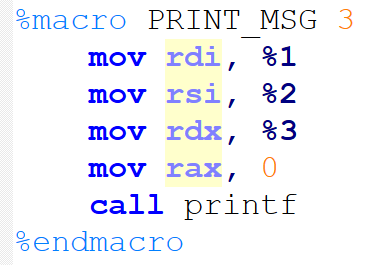 %macro PRINT_MSG 3
mov rdi, %1
mov rsi, %2
mov rdx, %3
mov rax, 0
call printf
%endmacro